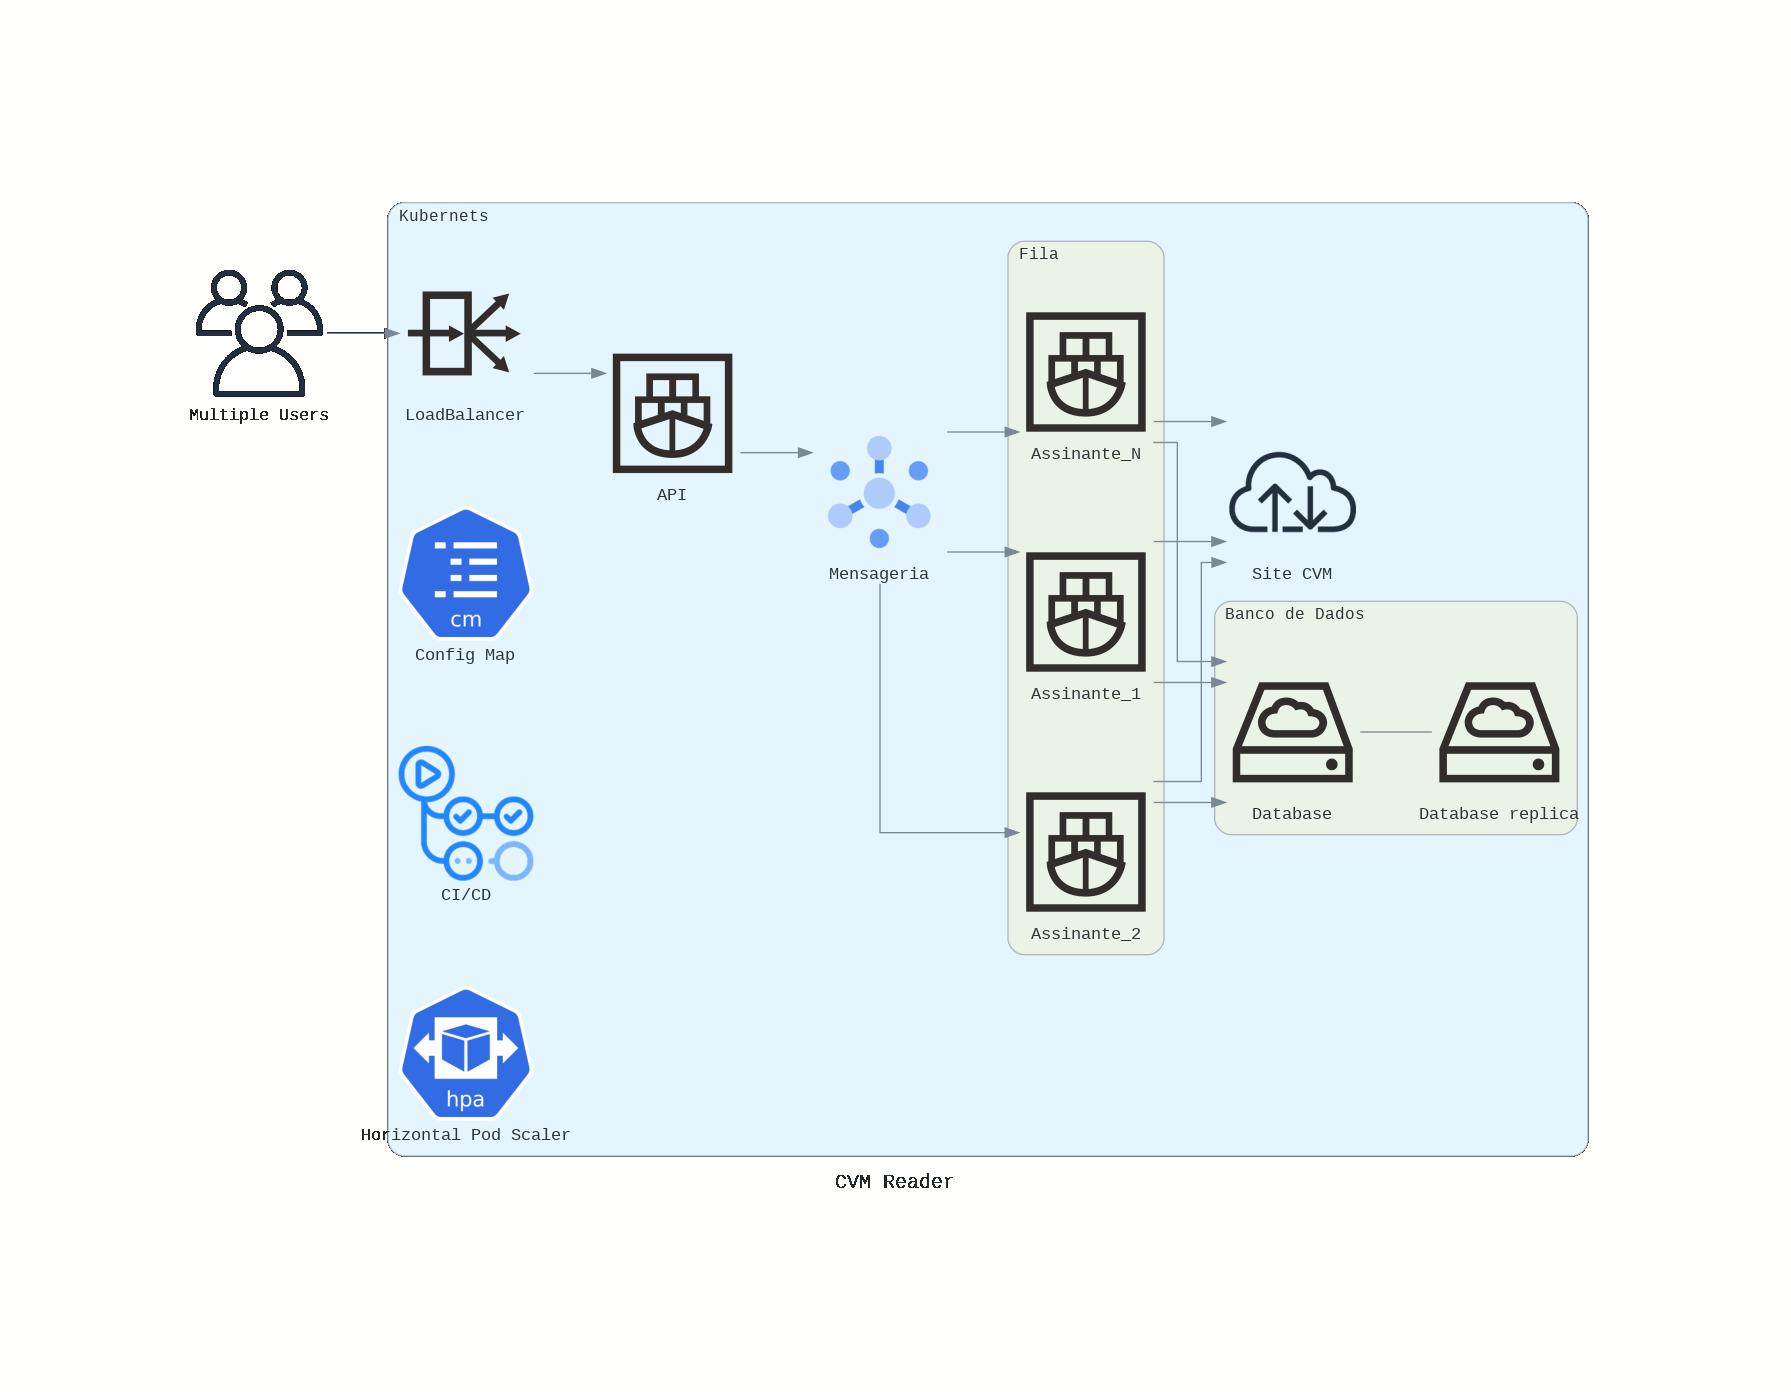 Kubernets
Fila
Multiple Users
LoadBalancer
API
Mensageria
Assinante_N
Site CVM
cm
Config Map
Assinante_1
Banco de Dados
Database
Database replica
CI/CD
Assinante_2
hpa
Horizontal Pod Scaler
CVM Reader